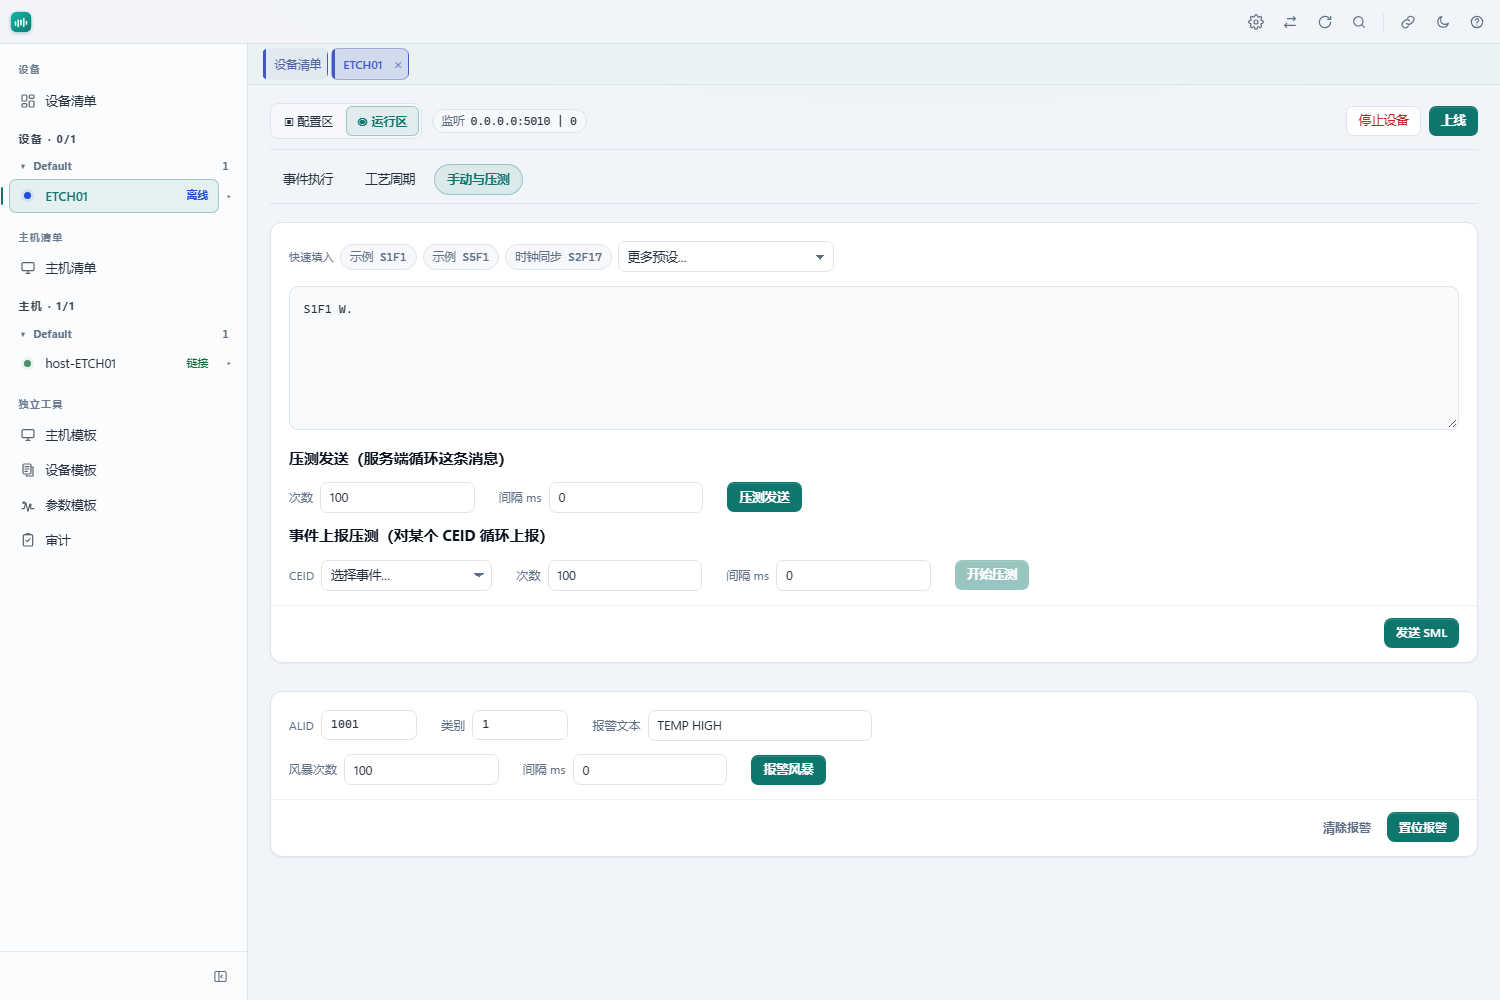 设备
设备清单
设备 · 0/1
Default 1
ETCH01 离线
主机清单
主机清单
主机 · 1/1
Default 1
host-ETCH01 链接
独立工具
主机模板
设备模板
参数模板
审计
设备清单 ETCH01 ×
配置区 运行区 监听 0.0.0.0:5010 | 0 停止设备 上线
事件执行 工艺周期 手动与压测
快速填入 示例 S1F1 示例 S5F1 时钟同步 S2F17 更多预设...
S1F1 W.
压测发送（服务端循环这条消息）
次数 100 间隔 ms 0 压测发送
事件上报压测（对某个 CEID 循环上报）
CEID 选择事件... 次数 100 间隔 ms 0 开始压测
发送 SML
ALID 1001 类别 1 报警文本 TEMP HIGH
风暴次数 100 间隔 ms 0 报警风暴
清除报警 置位报警